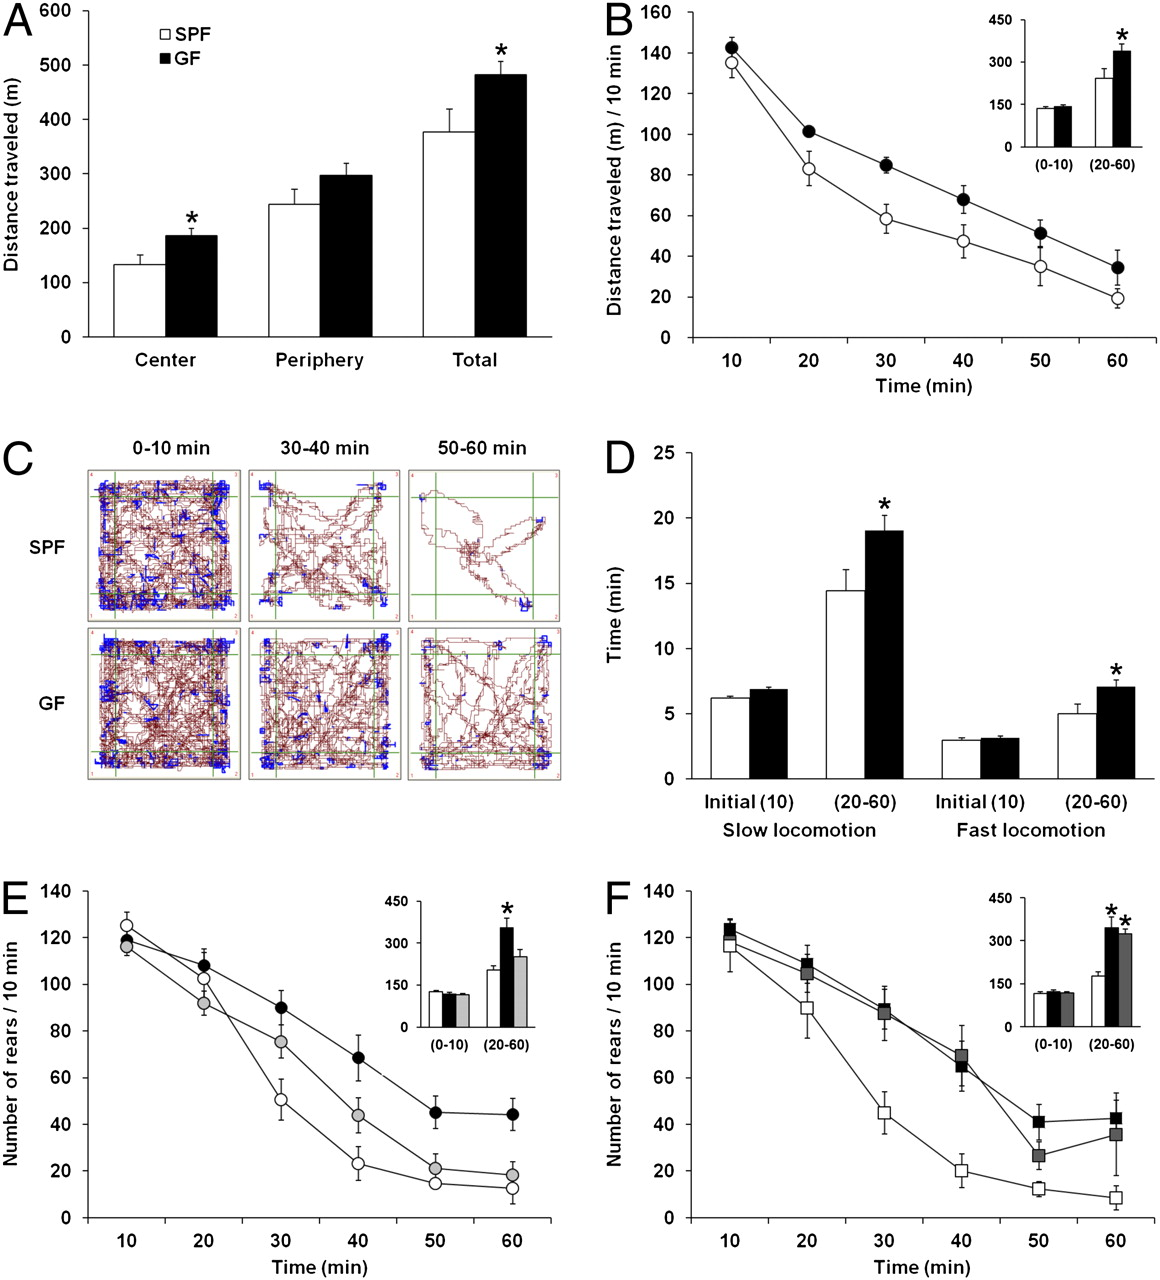 A
600
500
400
300
200
100
0
Distance traveled (m)
SPF
GF
*
*
Center Periphery Total
B
160
140
120
100
80
60
40
20
0
Distance traveled (m) / 10 min
10 20 30 40 50 60
Time (min)
450
300
150
0
*
(0-10) (20-60)
C
0-10 min 30-40 min 50-60 min
SPF
GF
D
25
20
15
10
5
0
Time (min)
*
*
Initial (10) (20-60) Initial (10) (20-60)
Slow locomotion Fast locomotion
E
140
120
100
80
60
40
20
0
Number of rears / 10 min
10 20 30 40 50 60
Time (min)
450
300
150
0
*
(0-10) (20-60)
F
140
120
100
80
60
40
20
0
Number of rears / 10 min
10 20 30 40 50 60
Time (min)
450
300
150
0
* *
(0-10) (20-60)